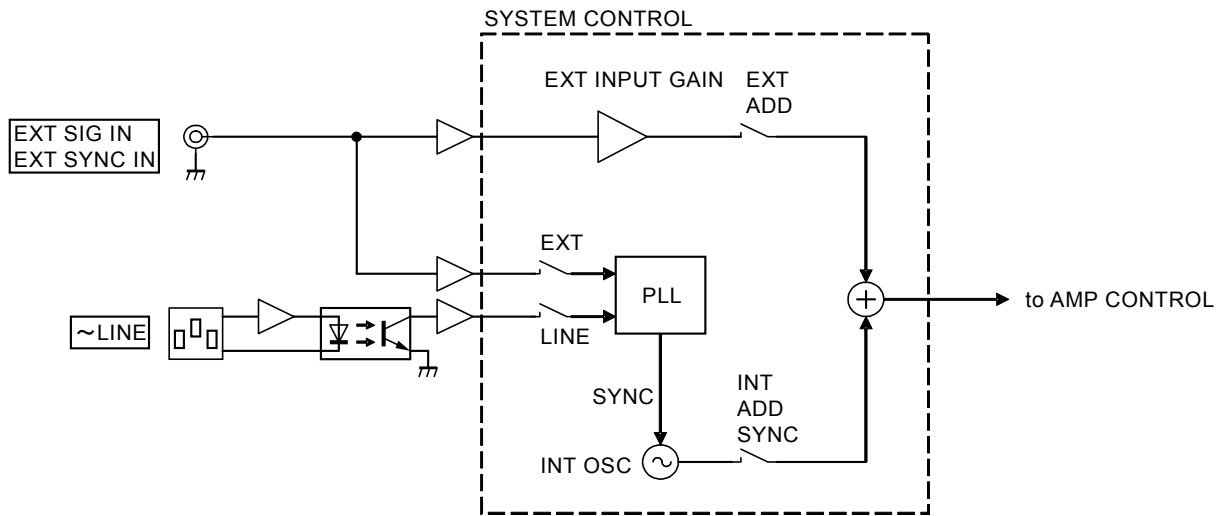 SYSTEM CONTROL
EXT INPUT GAIN
EXT
ADD
EXT SIG IN
EXT SYNC IN
EXT
PLL
to AMP CONTROL
~LINE
LINE
SYNC
INT
ADD
SYNC
INT OSC